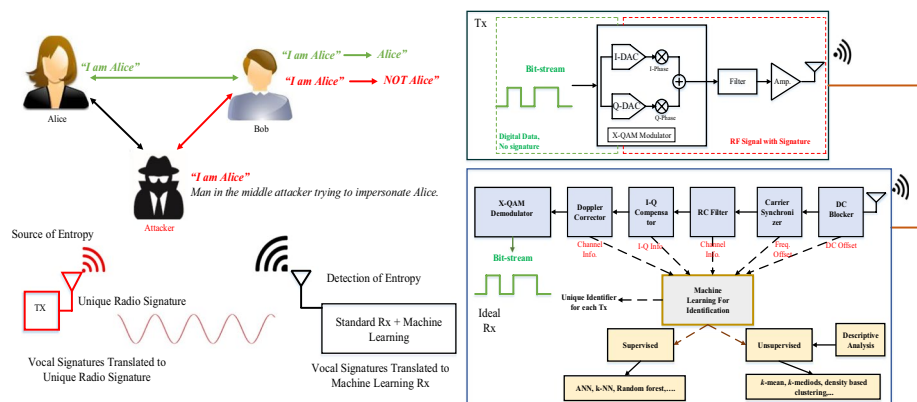 "I am Alice"
"I am Alice"
Alice"
"I am Alice"
NOT Alice"
Alice
Bob
"I am Alice"
Man in the middle attacker trying to impersonate Alice.
Attacker
Source of Entropy
TX
Unique Radio Signature
Vocal Signatures Translated to
Unique Radio Signature
Detection of Entropy
Standard Rx + Machine
Learning
Vocal Signatures Translated to
Machine Learning Rx
Tx
Bit-stream
Digital Data,
No signature
I-DAC
I-Phase
Q-DAC
Q-Phase
X-QAM Modulator
Filter
Amp.
RF Signal with Signature
X-QAM
Demodulator
Doppler
Corrector
I-Q
Compensa
tor
RC Filter
Carrier
Synchroni
zer
DC
Blocker
Channel
Info.
I-Q Info.
Channel
Info.
Freq.
Offset
DC Offset
Bit-stream
Ideal
Rx
Unique Identifier
for each Tx
Machine
Learning For
Identification
Supervised
Unsupervised
Descriptive
Analysis
ANN, k-NN, Random forest,....
k-mean, k-mediods, density based
clustering,...